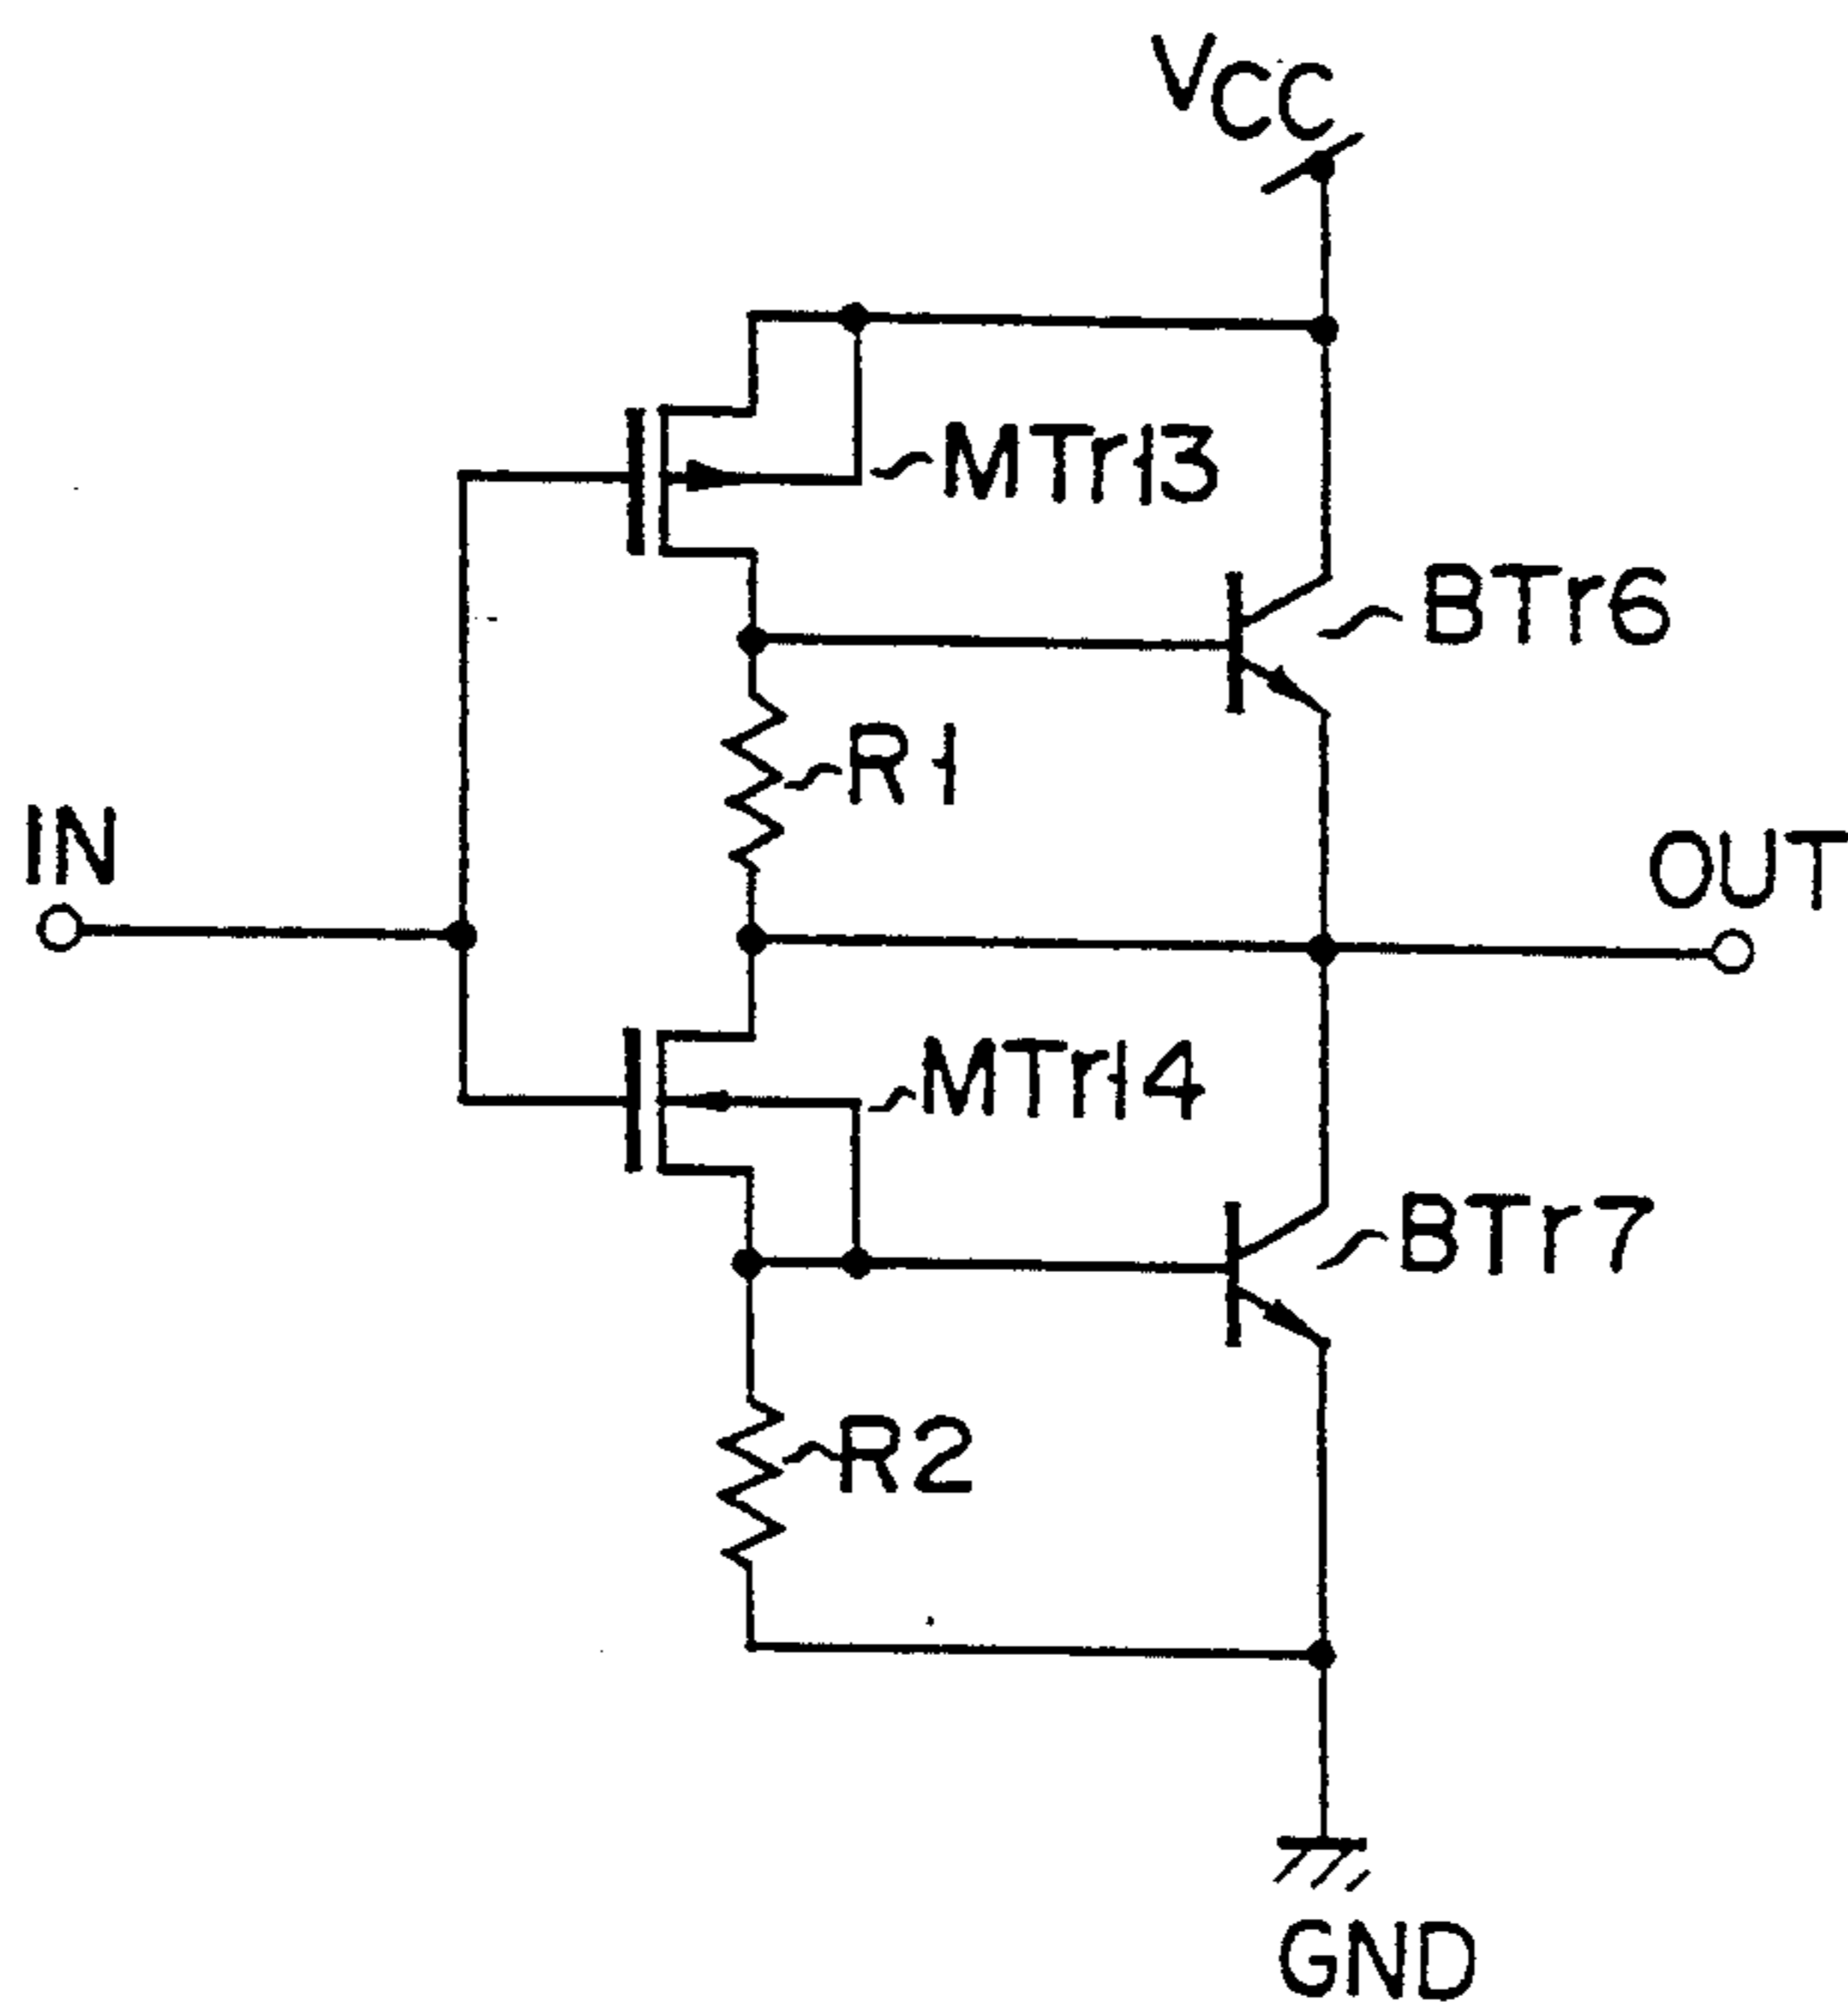 VCC
MTr13
BTr6
R1
IN
OUT
MTr14
BTr7
R2
GND